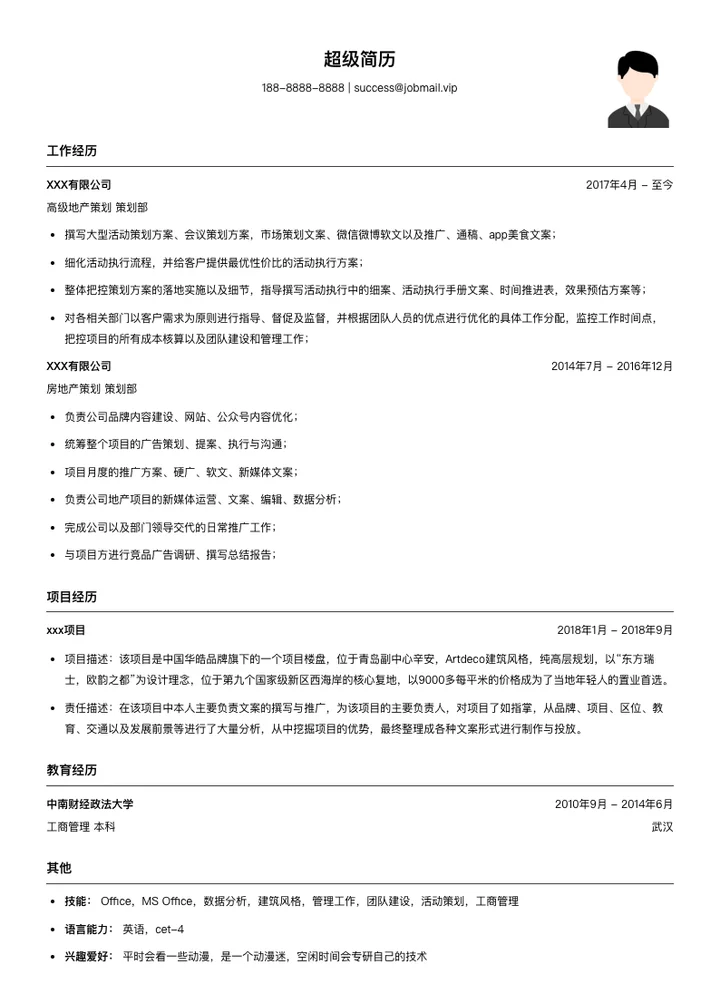 超级简历
188-8888-8888 | success@jobmail.vip
工作经历
XXX有限公司 2017年4月 – 至今
高级地产策划 策划部
• 撰写大型活动策划方案、会议策划方案，市场策划文案、微信微博软文以及推广、通稿、app美食文案；
• 细化活动执行流程，并给客户提供最优性价比的活动执行方案；
• 整体把控策划方案的落地实施以及细节，指导撰写活动执行中的细案、活动执行手册文案、时间推进表，效果预估方案等；
• 对各相关部门以客户需求为原则进行指导、督促及监督，并根据团队人员的优点进行优化的具体工作分配，监控工作时间点，
把控项目的所有成本核算以及团队建设和管理工作；
XXX有限公司 2014年7月 – 2016年12月
房地产策划 策划部
• 负责公司品牌内容建设、网站、公众号内容优化；
• 统筹整个项目的广告策划、提案、执行与沟通；
• 项目月度的推广方案、硬广、软文、新媒体文案；
• 负责公司地产项目的新媒体运营、文案、编辑、数据分析；
• 完成公司以及部门领导交代的日常推广工作；
• 与项目方进行竞品广告调研、撰写总结报告；
项目经历
xxx项目 2018年1月 – 2018年9月
• 项目描述：该项目是中国华皓品牌旗下的一个项目楼盘，位于青岛副中心辛安，Artdeco建筑风格，纯高层规划，以“东方瑞
士，欧韵之都”为设计理念，位于第九个国家级新区西海岸的核心复地，以9000多每平米的价格成为了当地年轻人的置业首选。
• 责任描述：在该项目中本人主要负责文案的撰写与推广，为该项目的主要负责人，对项目了如指掌，从品牌、项目、区位、教
育、交通以及发展前景等进行了大量分析，从中挖掘项目的优势，最终整理成各种文案形式进行制作与投放。
教育经历
中南财经政法大学 2010年9月 – 2014年6月
工商管理 本科 武汉
其他
• 技能： Office，MS Office，数据分析，建筑风格，管理工作，团队建设，活动策划，工商管理
• 语言能力： 英语，cet-4
• 兴趣爱好： 平时会看一些动漫，是一个动漫迷，空闲时间会专研自己的技术